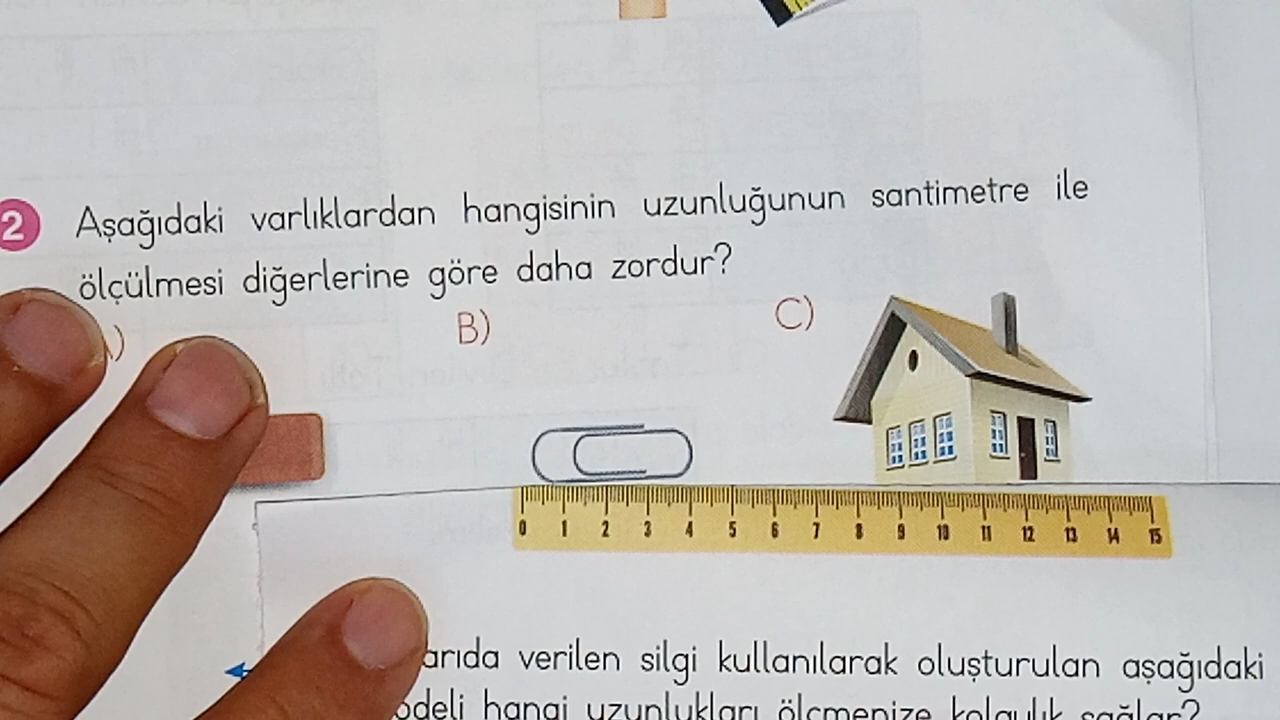 2 Aşağıdaki varlıklardan hangisinin uzunluğunun santimetre ile
ölçülmesi diğerlerine göre daha zordur?
B) C)
0 1 2 3 4 5 6 7 8 9 10 11 12 13 14 15
verilen silgi kullanılarak oluşturulan aşağıdaki
hangi uzunlukları ölçmenize kolaylık sağlar?